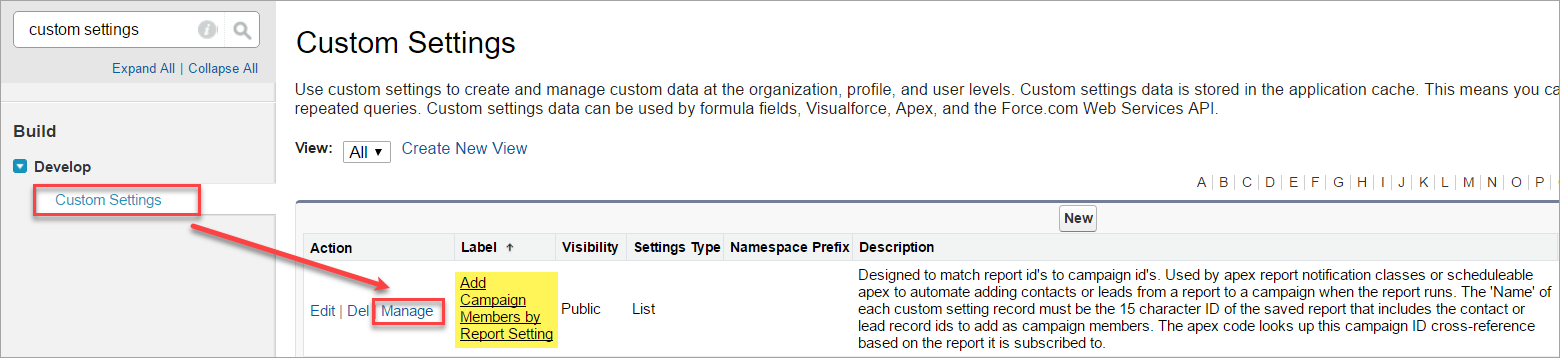 custom settings
Expand All | Collapse All
Build
Develop
Custom Settings
Custom Settings
Use custom settings to create and manage custom data at the organization, profile, and user levels. Custom settings data is stored in the application cache. This means you ca
repeated queries. Custom settings data can be used by formula fields, Visualforce, Apex, and the Force.com Web Services API.
View: All Create New View
A | B | C | D | E | F | G | H | I | J | K | L | M | N | O | P
New
Action Label Visibility Settings Type Namespace Prefix Description
Edit | Del Manage
Add
Campaign
Members by
Report Setting
Public
List
Designed to match report id's to campaign id's. Used by apex report notification classes or scheduleable
apex to automate adding contacts or leads from a report to a campaign when the report runs. The 'Name' of
each custom setting record must be the 15 character ID of the saved report that includes the contact or
lead record ids to add as campaign members. The apex code looks up this campaign ID cross-reference
based on the report it is subscribed to.